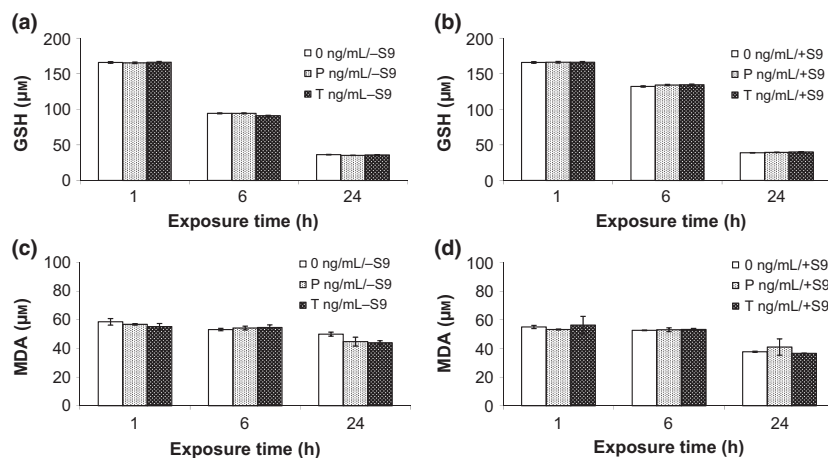 (a)
200
150
100
50
0
GSH (μM)
0 ng/mL/–S9
P ng/mL/–S9
T ng/mL–S9
1 6 24
Exposure time (h)
(b)
200
150
100
50
0
GSH (μM)
0 ng/mL/+S9
P ng/mL/+S9
T ng/mL/+S9
1 6 24
Exposure time (h)
(c)
100
80
60
40
20
0
MDA (μM)
0 ng/mL/–S9
P ng/mL/–S9
T ng/mL–S9
1 6 24
Exposure time (h)
(d)
100
80
60
40
20
0
MDA (μM)
0 ng/mL/+S9
P ng/mL/+S9
T ng/mL/+S9
1 6 24
Exposure time (h)